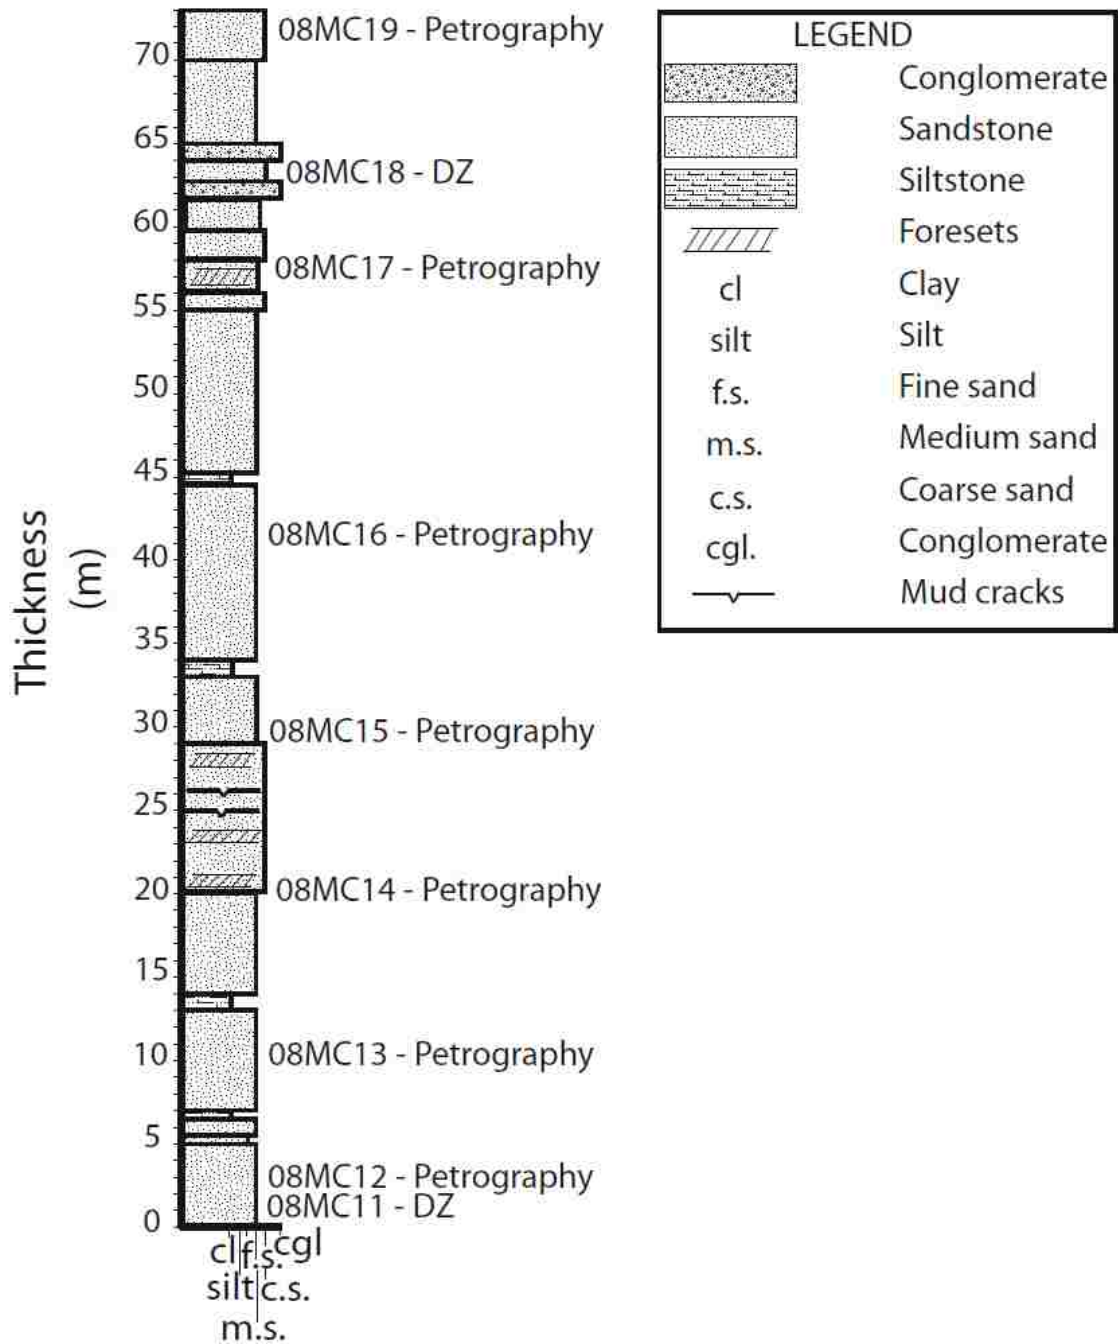 08MC19 - Petrography
70
65
08MC18 - DZ
60
08MC17 - Petrography
55
50
45
08MC16 - Petrography
40
35
30
08MC15 - Petrography
25
20
08MC14 - Petrography
15
10
08MC13 - Petrography
5
08MC12 - Petrography
08MC11 - DZ
0
Thickness
(m)
cl f.s. cgl
silt c.s.
m.s.
LEGEND
Conglomerate
Sandstone
Siltstone
Foresets
cl Clay
silt Silt
f.s. Fine sand
m.s. Medium sand
c.s. Coarse sand
cgl. Conglomerate
Mud cracks